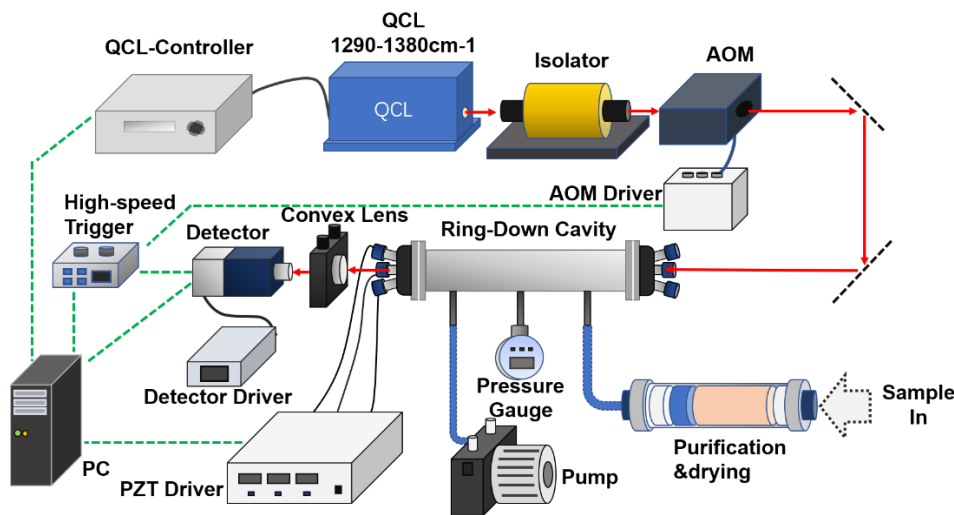 QCL
1290-1380cm-1
QCL-Controller
Isolator
AOM
QCL
AOM Driver
High-speed
Trigger
Detector
Convex Lens
Ring-Down Cavity
Detector Driver
Pressure
Gauge
Sample
In
Purification
&drying
PC
PZT Driver
Pump